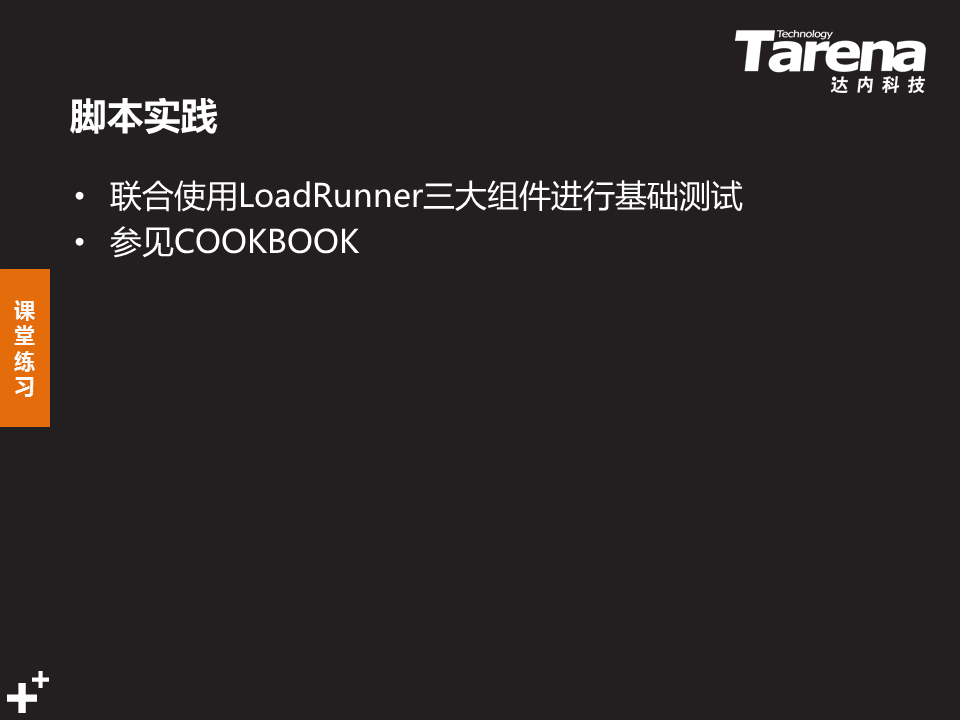 Technology
Tarena
达内科技
脚本实践
• 联合使用LoadRunner三大组件进行基础测试
• 参见COOKBOOK
课
堂
练
习